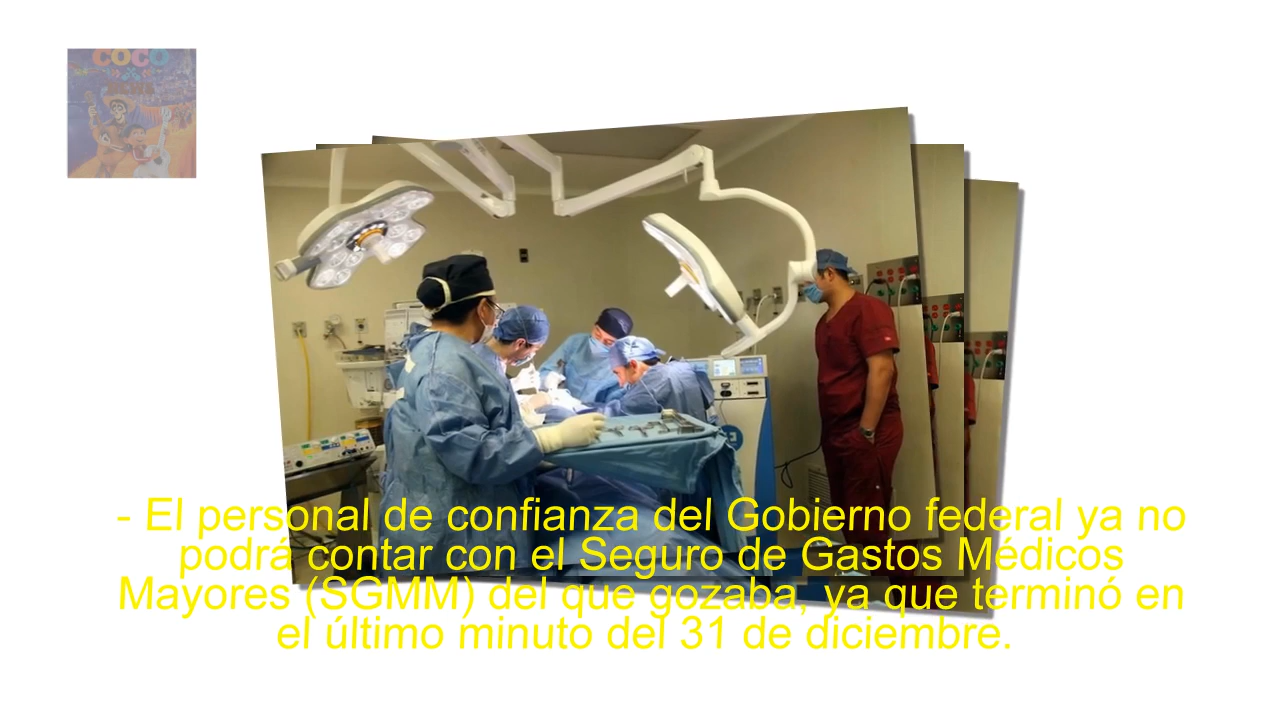 COCO
NEWS
- El personal de confianza del Gobierno federal ya no
podrá contar con el Seguro de Gastos Médicos
Mayores (SGMM) del que gozaba, ya que terminó en
el último minuto del 31 de diciembre.